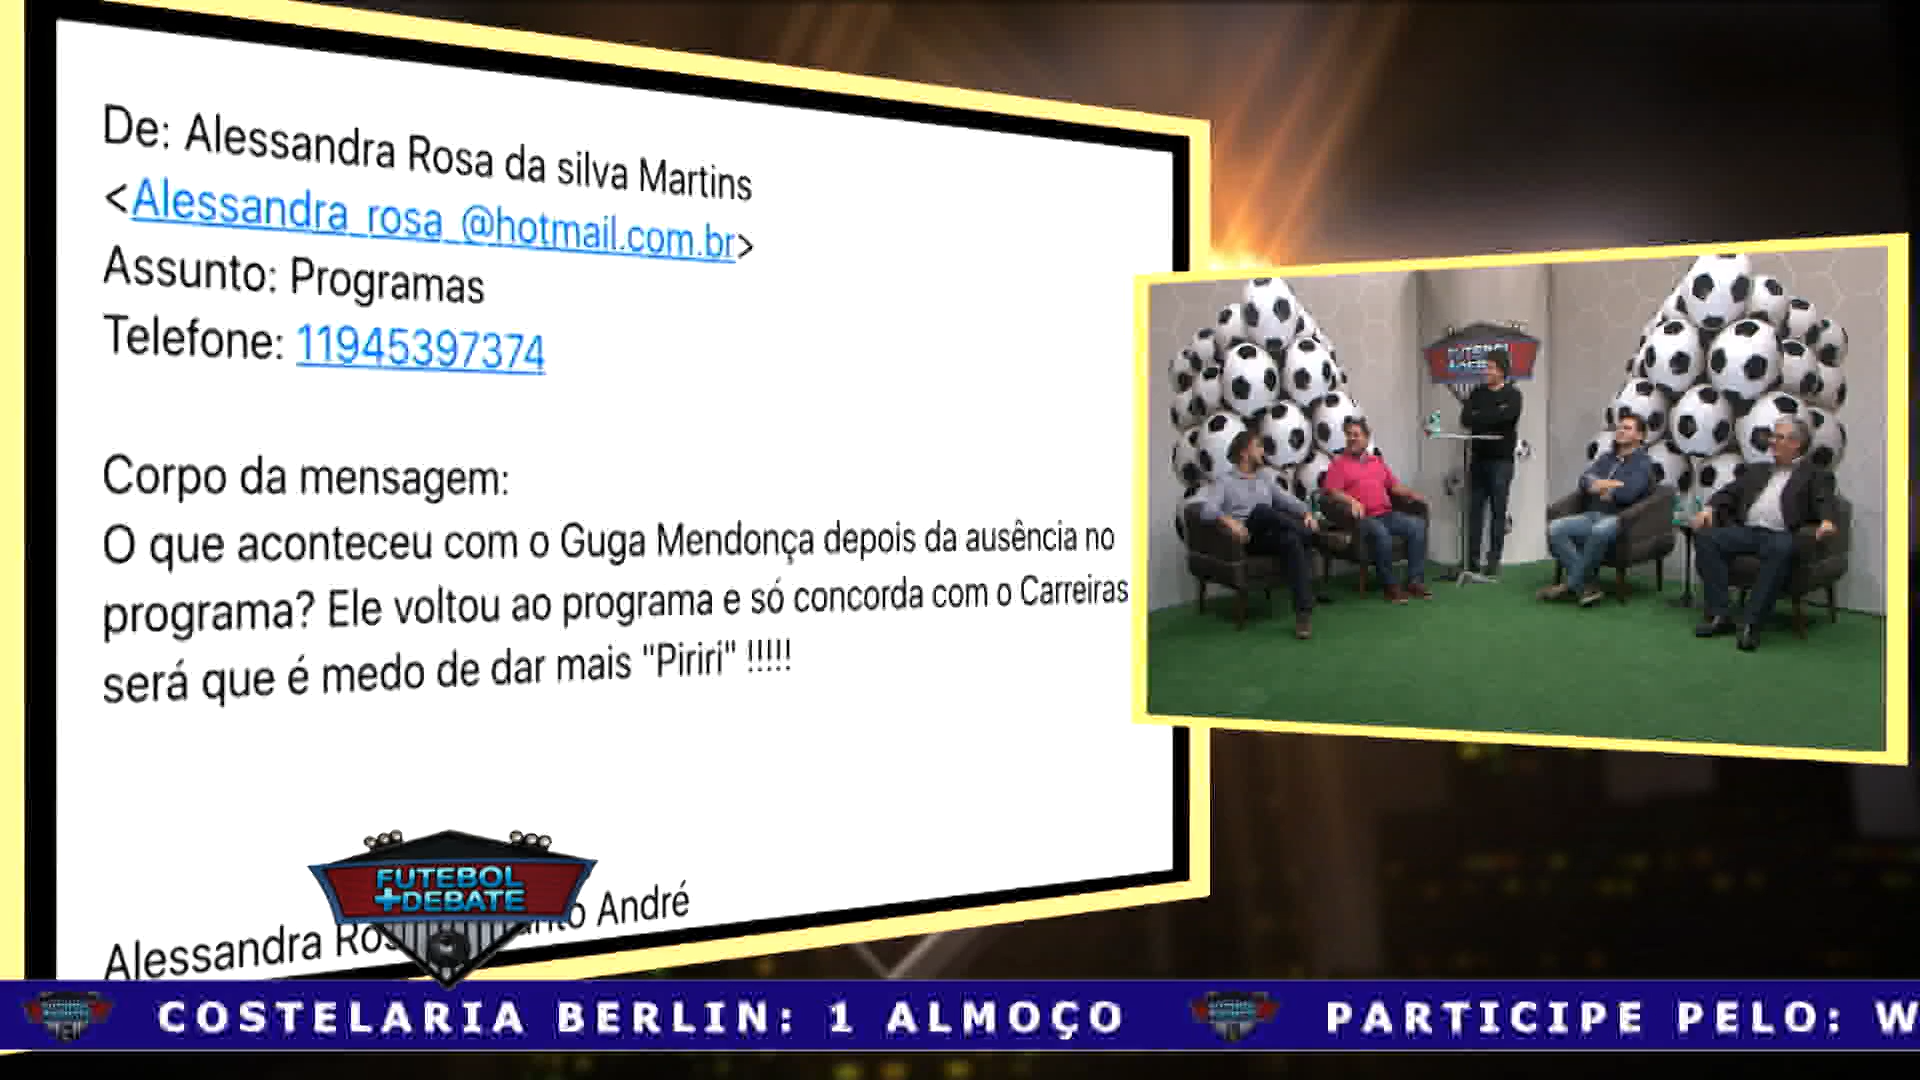 De: Alessandra Rosa da silva Martins
<Alessandra_rosa_@hotmail.com.br>
Assunto: Programas
Telefone: 11945397374
Corpo da mensagem:
O que aconteceu com o Guga Mendonça depois da ausência no
programa? Ele voltou ao programa e só concorda com o Carreiras
será que é medo de dar mais "Piriri" !!!!!
Alessandra André
FUTEBOL
+DEBATE
FUTEBOL
COSTELARIA BERLIN: 1 ALMOÇO
PARTICIPE PELO: W